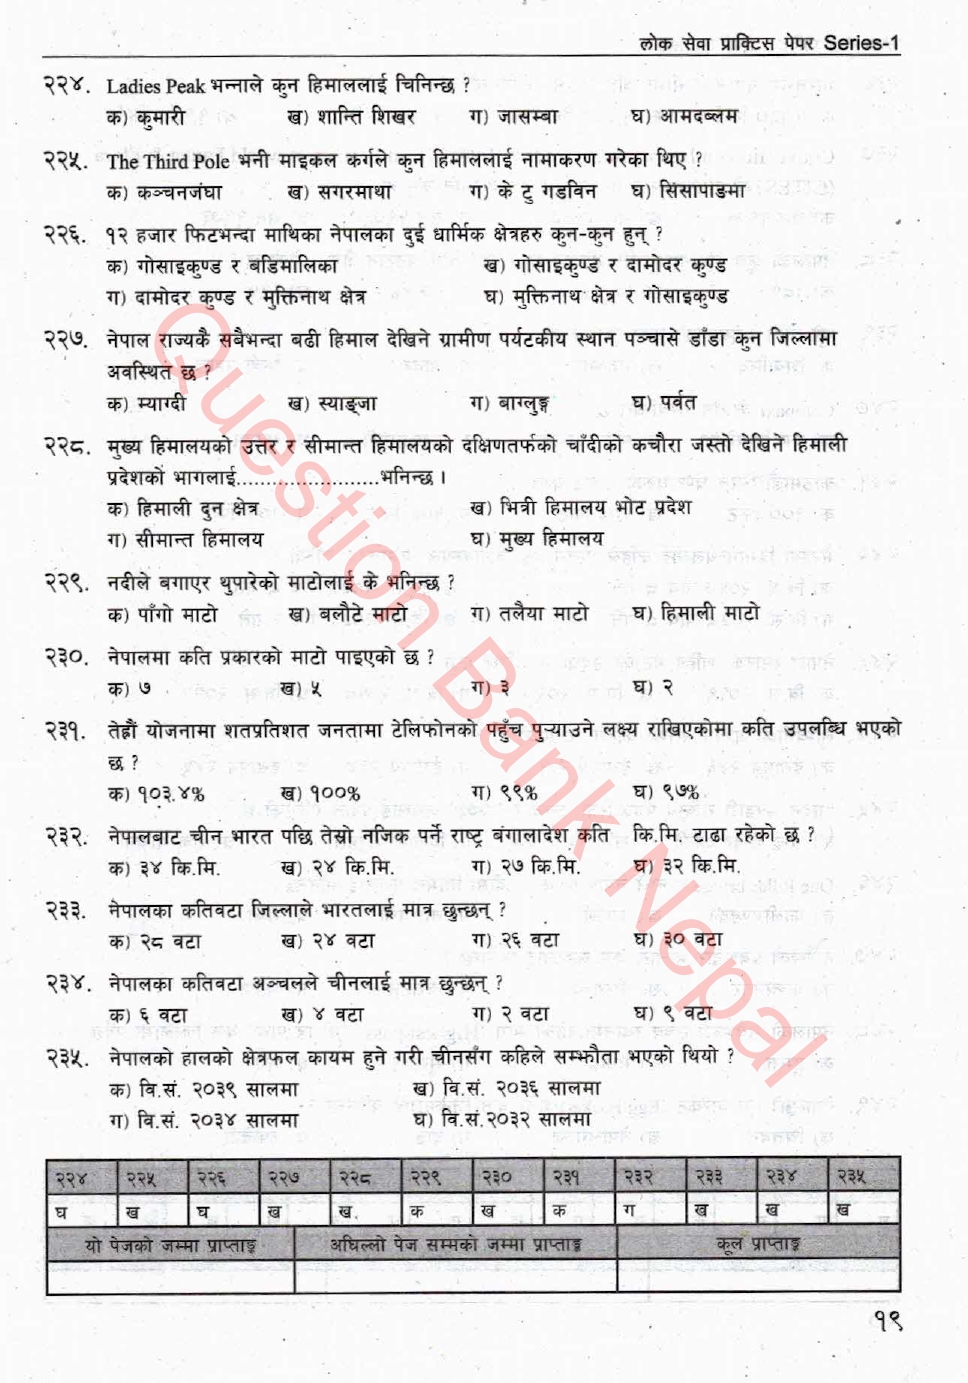 लोक सेवा प्राक्टिस पेपर Series-1
२२४. Ladies Peak भन्नाले कुन हिमाललाई चिनिन्छ ?
क) कुमारी ख) शान्ति शिखर ग) जासम्बा घ) आमदब्लम
२२५. The Third Pole भनी माइकल कर्गले कुन हिमाललाई नामाकरण गरेका थिए ?
क) कञ्चनजंघा ख) सगरमाथा ग) के टु गडविन घ) सिसापाङमा
२२६. १२ हजार फिटभन्दा माथिका नेपालका दुई धार्मिक क्षेत्रहरु कुन-कुन हुन् ?
क) गोसाइकुण्ड र बडिमालिका ख) गोसाइकुण्ड र दामोदर कुण्ड
ग) दामोदर कुण्ड र मुक्तिनाथ क्षेत्र घ) मुक्तिनाथ क्षेत्र र गोसाइकुण्ड
२२७. नेपाल राज्यकै सबैभन्दा बढी हिमाल देखिने ग्रामीण पर्यटकीय स्थान पञ्चासे डाँडा कुन जिल्लामा
अवस्थित छ ?
क) म्याग्दी ख) स्याङ्जा ग) बाग्लुङ्ग घ) पर्वत
२२८. मुख्य हिमालयको उत्तर र सीमान्त हिमालयको दक्षिणतर्फको चाँदीको कचौरा जस्तो देखिने हिमाली
प्रदेशको भागलाई........................भनिन्छ ।
क) हिमाली दुन क्षेत्र ख) भित्री हिमालय भोट प्रदेश
ग) सीमान्त हिमालय घ) मुख्य हिमालय
२२९. नदीले बगाएर थुपारेको माटोलाई के भनिन्छ ?
क) पाँगो माटो ख) बलौटे माटो ग) तलैया माटो घ) हिमाली माटो
२३०. नेपालमा कति प्रकारको माटो पाइएको छ ?
क) ७ ख) ५ ग) ३ घ) २
२३१. तेह्रौं योजनामा शतप्रतिशत जनतामा टेलिफोनको पहुँच पुऱ्याउने लक्ष्य राखिएकोमा कति उपलब्धि भएको
छ ?
क) १०३.४% ख) १००% ग) ९९% घ) ९७%
२३२. नेपालबाट चीन भारत पछि तेस्रो नजिक पर्ने राष्ट्र बंगालादेश कति कि.मि. टाढा रहेको छ ?
क) ३४ कि.मि. ख) २४ कि.मि. ग) २७ कि.मि. घ) ३२ कि.मि.
२३३. नेपालका कतिवटा जिल्लाले भारतलाई मात्र छुन्छन् ?
क) २८ वटा ख) २४ वटा ग) २६ वटा घ) ३० वटा
२३४. नेपालका कतिवटा अञ्चलले चीनलाई मात्र छुन्छन् ?
क) ६ वटा ख) ४ वटा ग) २ वटा घ) ९ वटा
२३५. नेपालको हालको क्षेत्रफल कायम हुने गरी चीनसँग कहिले सम्झौता भएको थियो ?
क) वि.सं. २०३९ सालमा ख) वि.सं. २०३६ सालमा
ग) वि.सं. २०३४ सालमा घ) वि.सं.२०३२ सालमा
२२४ २२५ २२६ २२७ २२८ २२९ २३० २३१ २३२ २३३ २३४ २३५
घ ख घ ख ख. क ख क ग ख ख ख
यो पेजको जम्मा प्राप्ताङ्क अघिल्लो पेज सम्मको जम्मा प्राप्ताङ्क कूल प्राप्ताङ्क
१९
Question Bank Nepal